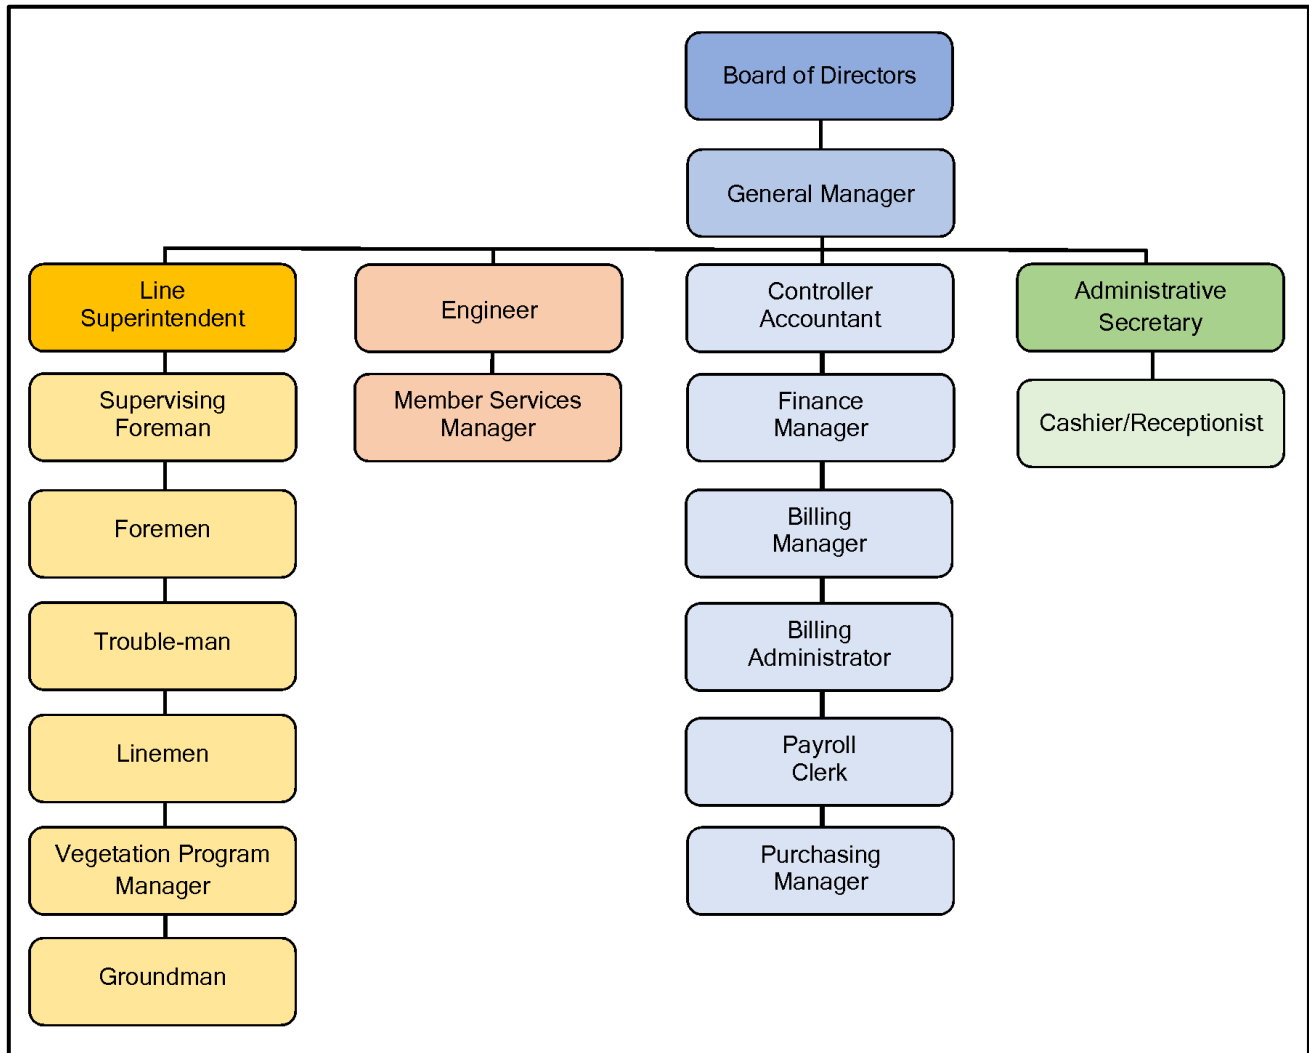 Board of Directors
General Manager
Line
Superintendent
Engineer
Controller
Accountant
Administrative
Secretary
Supervising
Foreman
Member Services
Manager
Finance
Manager
Cashier/Receptionist
Foremen
Billing
Manager
Trouble-man
Billing
Administrator
Linemen
Payroll
Clerk
Vegetation Program
Manager
Purchasing
Manager
Groundman